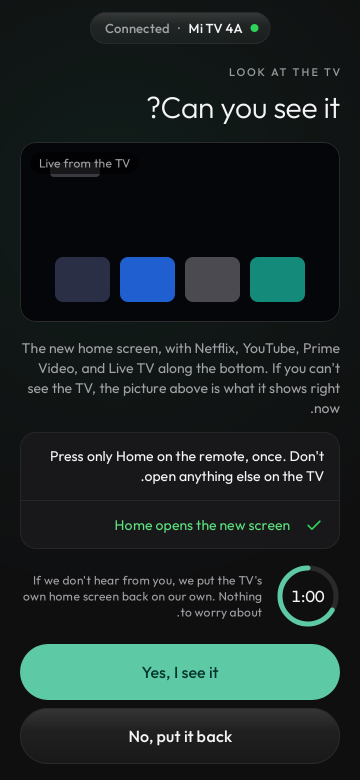 Connected · Mi TV 4A
LOOK AT THE TV
?Can you see it
Live from the TV
The new home screen, with Netflix, YouTube, Prime
Video, and Live TV along the bottom. If you can't
see the TV, the picture above is what it shows right
.now
Press only Home on the remote, once. Don't
.open anything else on the TV
Home opens the new screen
If we don't hear from you, we put the TV's
own home screen back on our own. Nothing
.to worry about
1:00
Yes, I see it
No, put it back